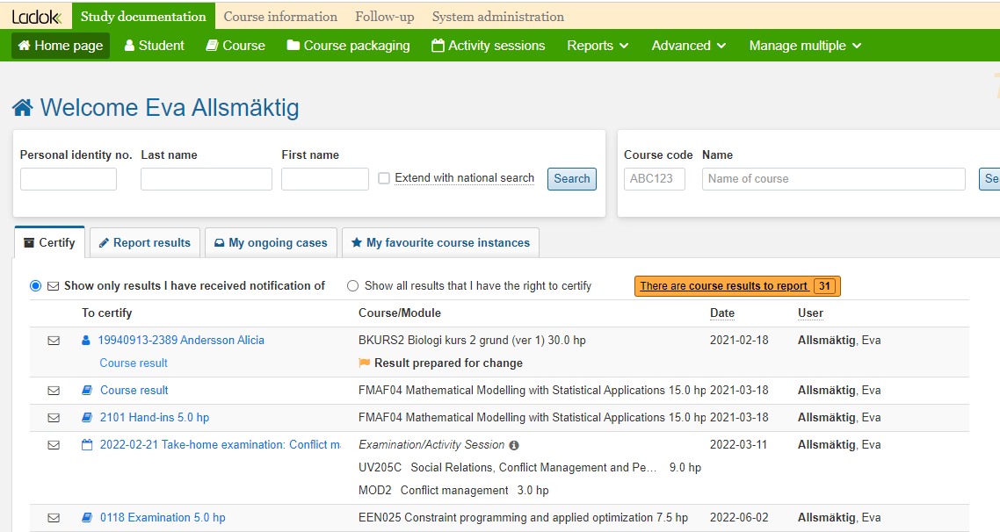 Ladok Study documentation Course information Follow-up System administration
Home page Student Course Course packaging Activity sessions Reports Advanced Manage multiple
Welcome Eva Allsmäktig
Personal identity no. Last name First name Course code Name
Extend with national search Search ABC123 Name of course Se
Certify Report results My ongoing cases My favourite course instances
Show only results I have received notification of Show all results that I have the right to certify There are course results to report 31
To certify Course/Module Date User
19940913-2389 Andersson Alicia BKURS2 Biologi kurs 2 grund (ver 1) 30.0 hp 2021-02-18 Allsmäktig, Eva
Course result Result prepared for change
Course result FMAF04 Mathematical Modelling with Statistical Applications 15.0 hp 2021-03-18 Allsmäktig, Eva
2101 Hand-ins 5.0 hp FMAF04 Mathematical Modelling with Statistical Applications 15.0 hp 2021-03-18 Allsmäktig, Eva
2022-02-21 Take-home examination: Conflict m Examination/Activity Session 2022-03-11 Allsmäktig, Eva
UV205C Social Relations, Conflict Management and Pe... 9.0 hp
MOD2 Conflict management 3.0 hp
0118 Examination 5.0 hp EEN025 Constraint programming and applied optimization 7.5 hp 2022-06-02 Allsmäktig, Eva